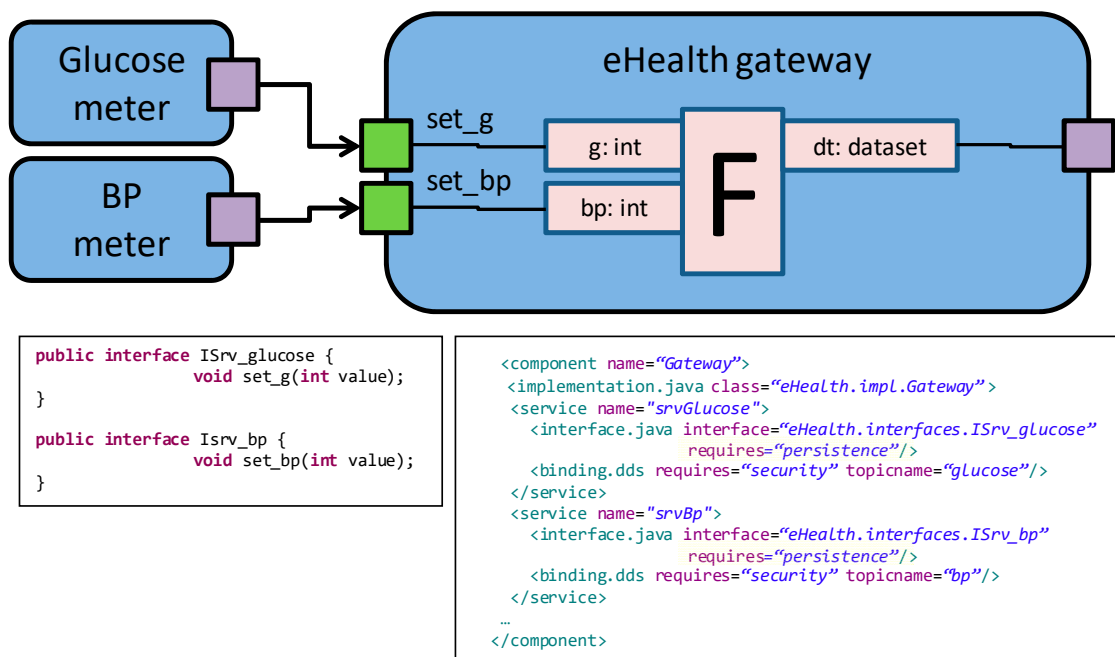 Glucose
meter
BP
meter
eHealth gateway
set_g
set_bp
g: int
bp: int
F
dt: dataset
public interface ISrv_glucose {
void set_g(int value);
}
public interface Isrv_bp {
void set_bp(int value);
}
<component name=“Gateway”>
<implementation.java class=“eHealth.impl.Gateway”>
<service name="srvGlucose">
<interface.java interface=“eHealth.interfaces.ISrv_glucose”
requires=“persistence”/>
<binding.dds requires=“security” topicname=“glucose”/>
</service>
<service name="srvBp">
<interface.java interface=“eHealth.interfaces.ISrv_bp”
requires=“persistence”/>
<binding.dds requires=“security” topicname=“bp”/>
</service>
…
</component>